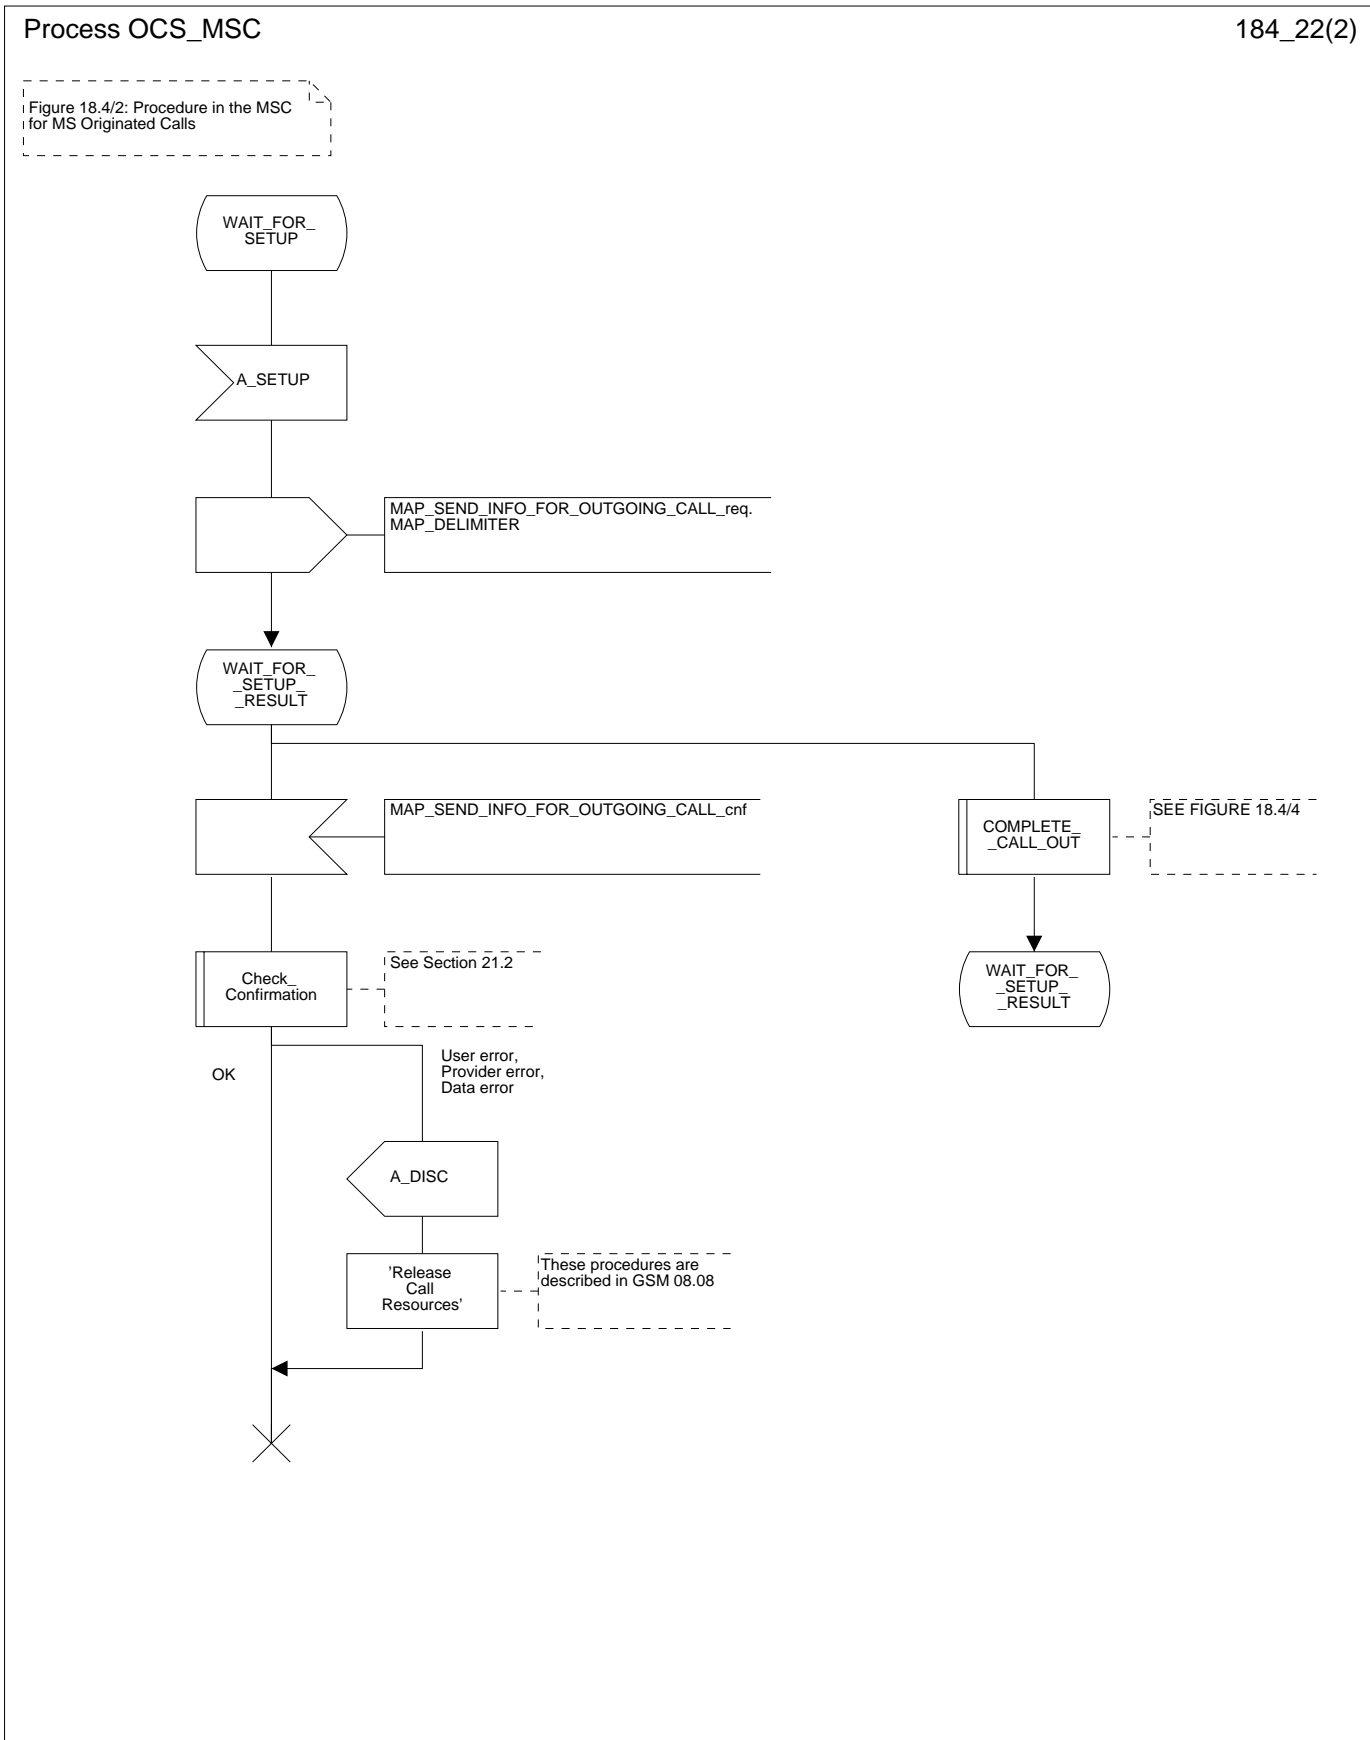 Process OCS_MSC
184_22(2)
Figure 18.4/2: Procedure in the MSC
for MS Originated Calls
WAIT_FOR_
SETUP
A_SETUP
MAP_SEND_INFO_FOR_OUTGOING_CALL_req.
MAP_DELIMITER
WAIT_FOR_
_SETUP_
_RESULT
MAP_SEND_INFO_FOR_OUTGOING_CALL_cnf
COMPLETE_
_CALL_OUT
SEE FIGURE 18.4/4
Check_
Confirmation
See Section 21.2
WAIT_FOR_
_SETUP_
_RESULT
OK
User error,
Provider error,
Data error
A_DISC
'Release
Call
Resources'
These procedures are
described in GSM 08.08